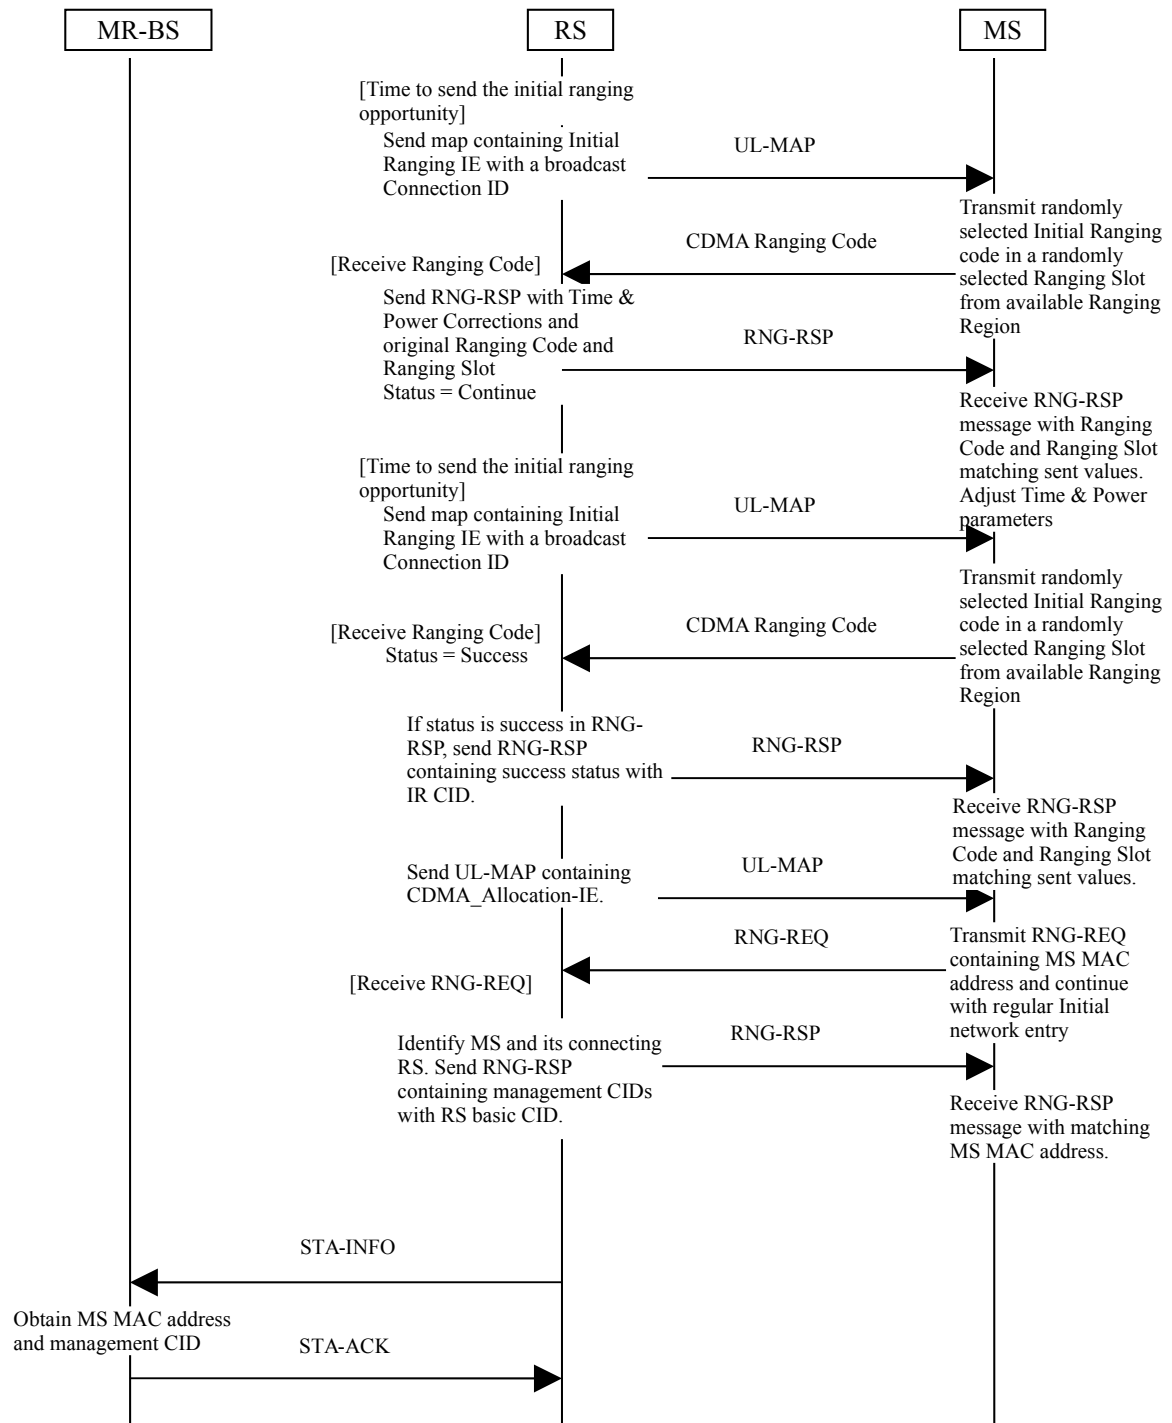 MR-BS
RS
MS
[Time to send the initial ranging
opportunity]
Send map containing Initial
Ranging IE with a broadcast
Connection ID
UL-MAP
Transmit randomly
selected Initial Ranging
code in a randomly
selected Ranging Slot
from available Ranging
Region
CDMA Ranging Code
[Receive Ranging Code]
Send RNG-RSP with Time &
Power Corrections and
original Ranging Code and
Ranging Slot
Status = Continue
RNG-RSP
Receive RNG-RSP
message with Ranging
Code and Ranging Slot
matching sent values.
Adjust Time & Power
parameters
[Time to send the initial ranging
opportunity]
Send map containing Initial
Ranging IE with a broadcast
Connection ID
UL-MAP
Transmit randomly
selected Initial Ranging
code in a randomly
selected Ranging Slot
from available Ranging
Region
CDMA Ranging Code
[Receive Ranging Code]
Status = Success
If status is success in RNG-
RSP, send RNG-RSP
containing success status with
IR CID.
RNG-RSP
Receive RNG-RSP
message with Ranging
Code and Ranging Slot
matching sent values.
Send UL-MAP containing
CDMA_Allocation-IE.
UL-MAP
RNG-REQ
Transmit RNG-REQ
containing MS MAC
address and continue
with regular Initial
network entry
[Receive RNG-REQ]
Identify MS and its connecting
RS. Send RNG-RSP
containing management CIDs
with RS basic CID.
RNG-RSP
Receive RNG-RSP
message with matching
MS MAC address.
STA-INFO
Obtain MS MAC address
and management CID
STA-ACK